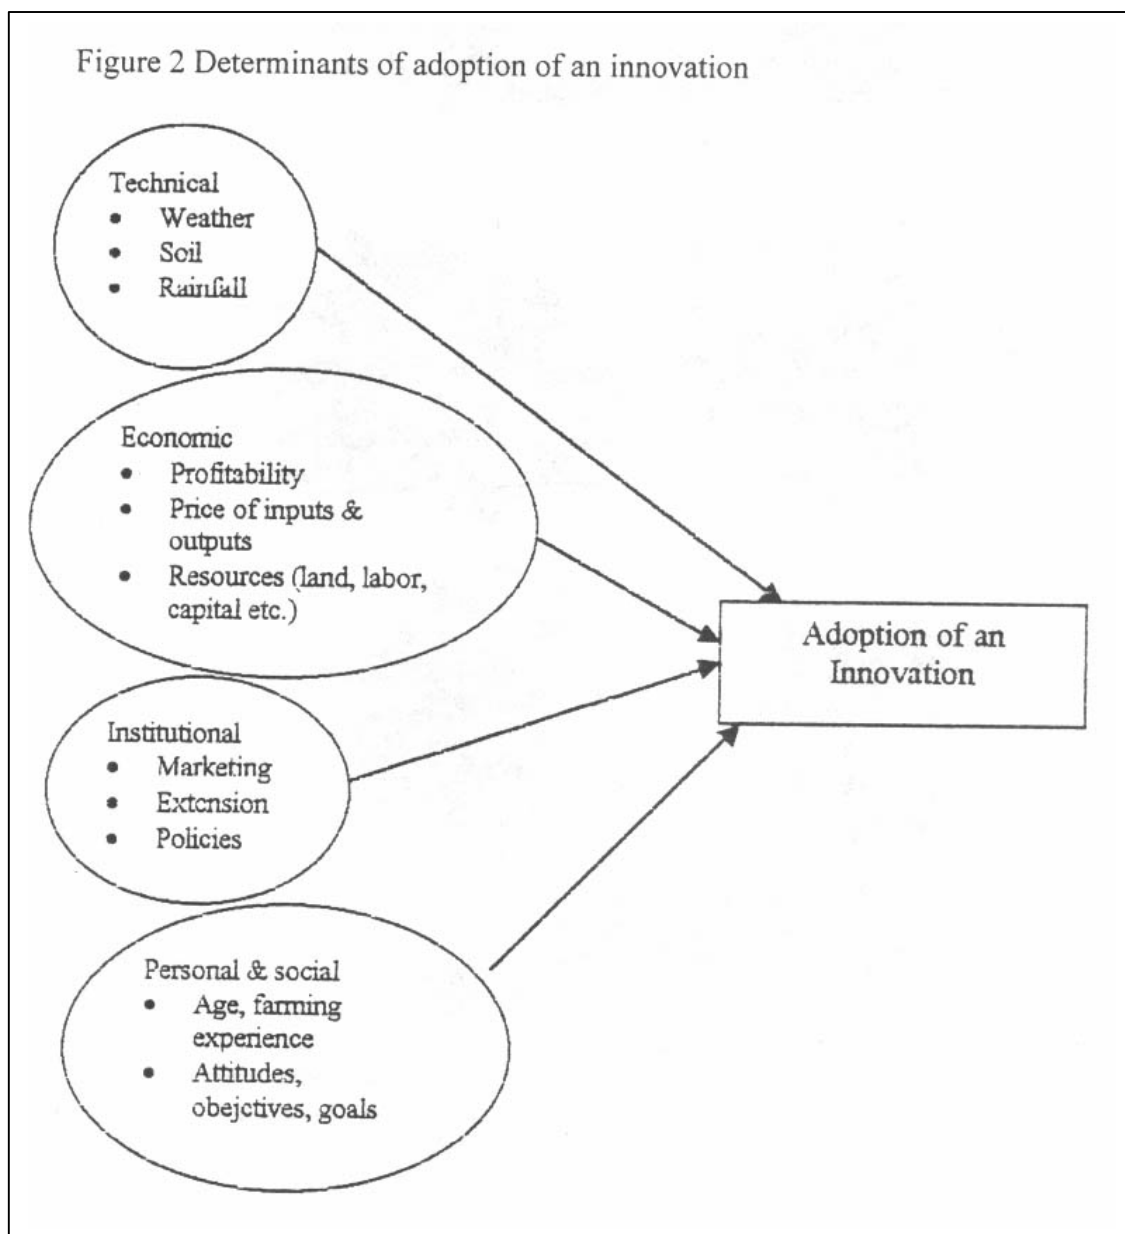 Figure 2 Determinants of adoption of an innovation
Technical
• Weather
• Soil
• Rainfall
Economic
• Profitability
• Price of inputs &
outputs
• Resources (land, labor,
capital etc.)
Adoption of an
Innovation
Institutional
• Marketing
• Extension
• Policies
Personal & social
• Age, farming
experience
• Attitudes,
obejctives, goals